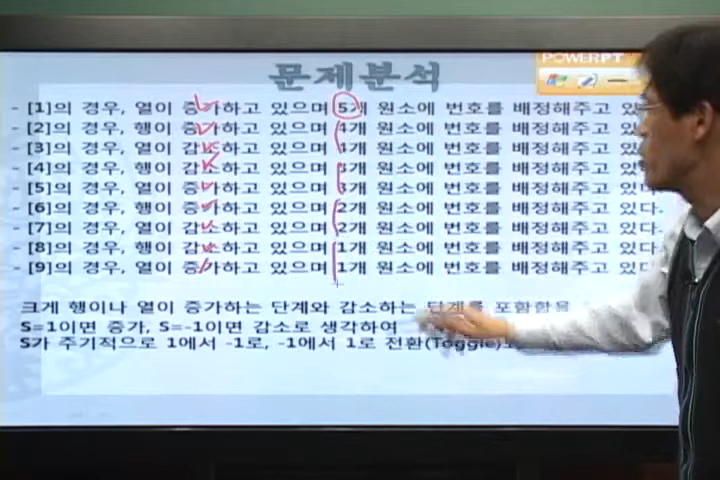 문제분석
POWERPT
- [1]의 경우, 열이 증가하고 있으며 5개 원소에 번호를 배정해주고 있
- [2]의 경우, 행이 증가하고 있으며 4개 원소에 번호를 배정해주고
- [3]의 경우, 열이 감소하고 있으며 4개 원소에 번호를 배정해주고
- [4]의 경우, 행이 감소하고 있으며 3개 원소에 번호를 배정해주고
- [5]의 경우, 열이 증가하고 있으며 3개 원소에 번호를 배정해주고 있다.
- [6]의 경우, 행이 증가하고 있으며 2개 원소에 번호를 배정해주고 있다.
- [7]의 경우, 열이 감소하고 있으며 2개 원소에 번호를 배정해주고 있다.
- [8]의 경우, 행이 감소하고 있으며 1개 원소에 번호를 배정해주고 있다.
- [9]의 경우, 열이 증가하고 있으며 1개 원소에 번호를 배정해주고 있다
크게 행이나 열이 증가하는 단계와 감소하는 단계를 포함함을
S=1이면 증가, S=-1이면 감소로 생각하여
S가 주기적으로 1에서 -1로, -1에서 1로 전환(Toggle)